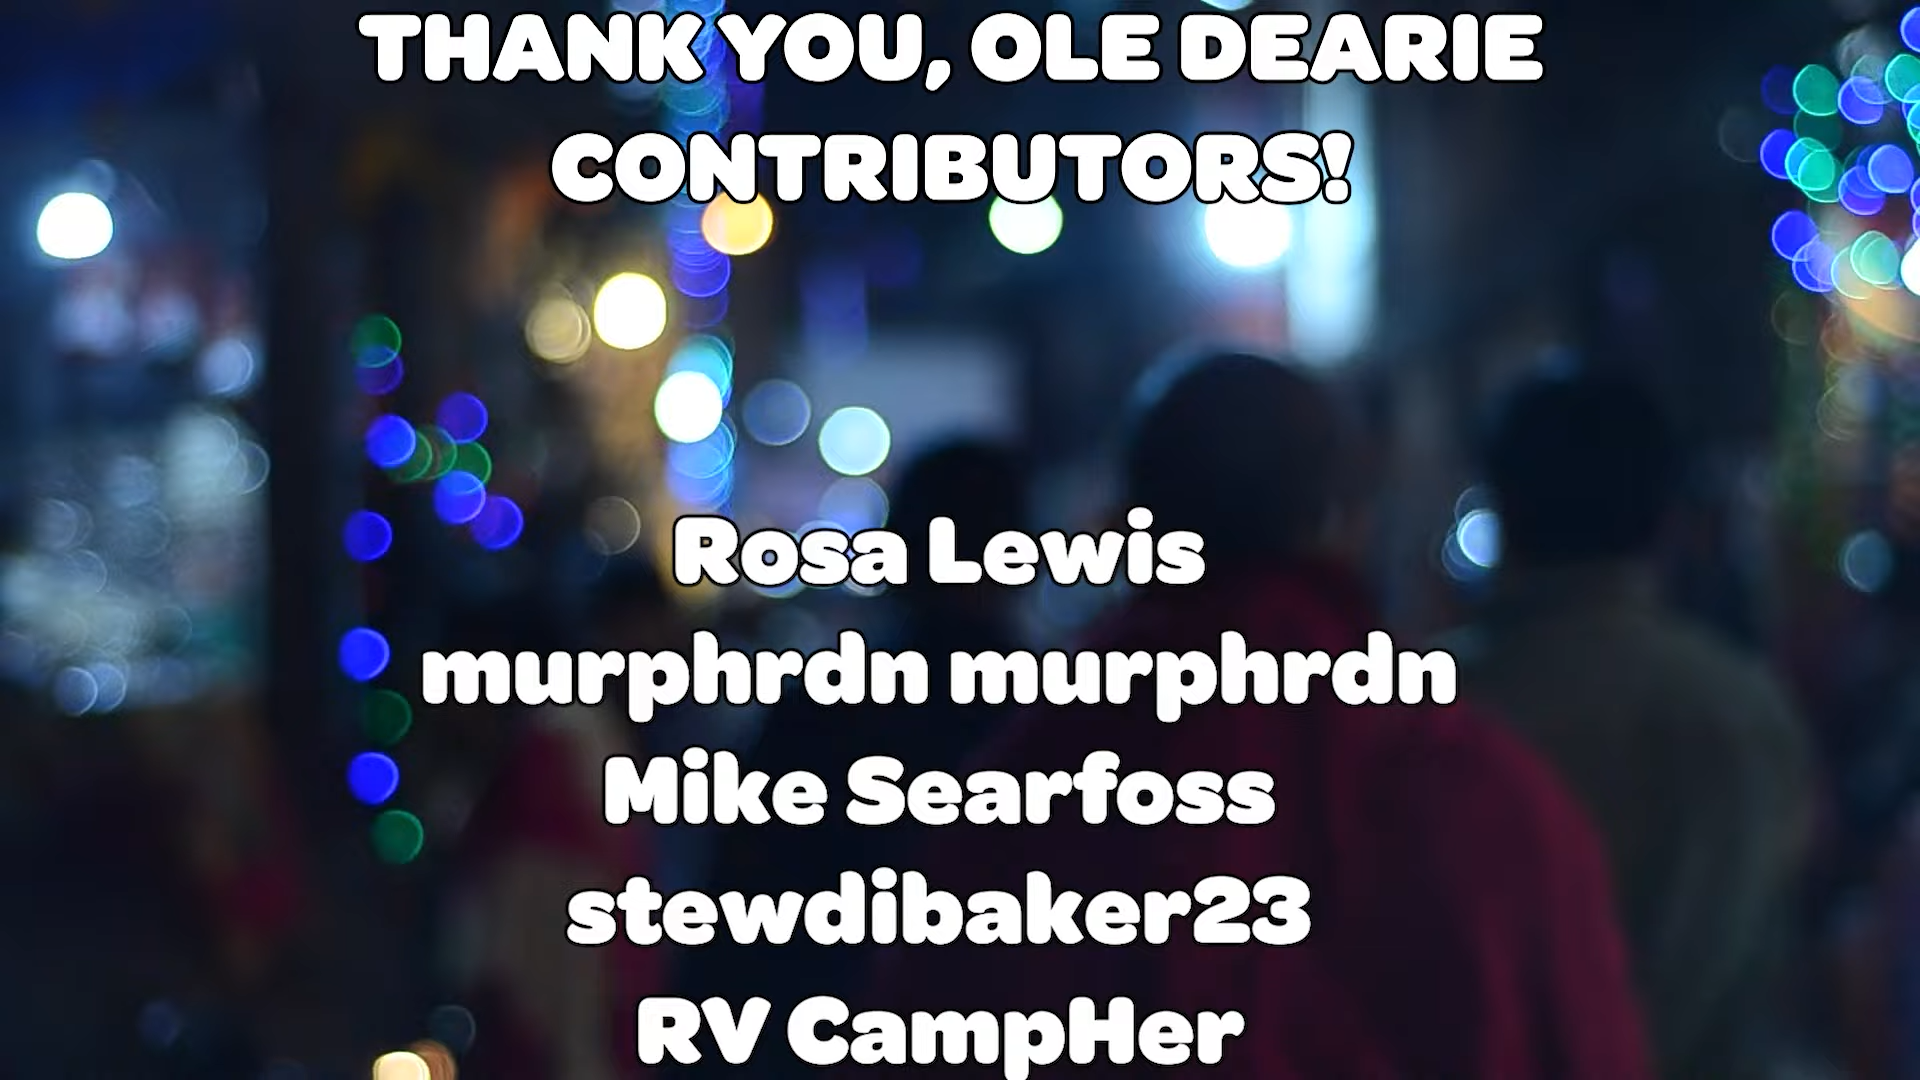 THANK YOU, OLE DEARIE
CONTRIBUTORS!
Rosa Lewis
murphrdn murphrdn
Mike Searfoss
stewdibaker23
RV CampHer